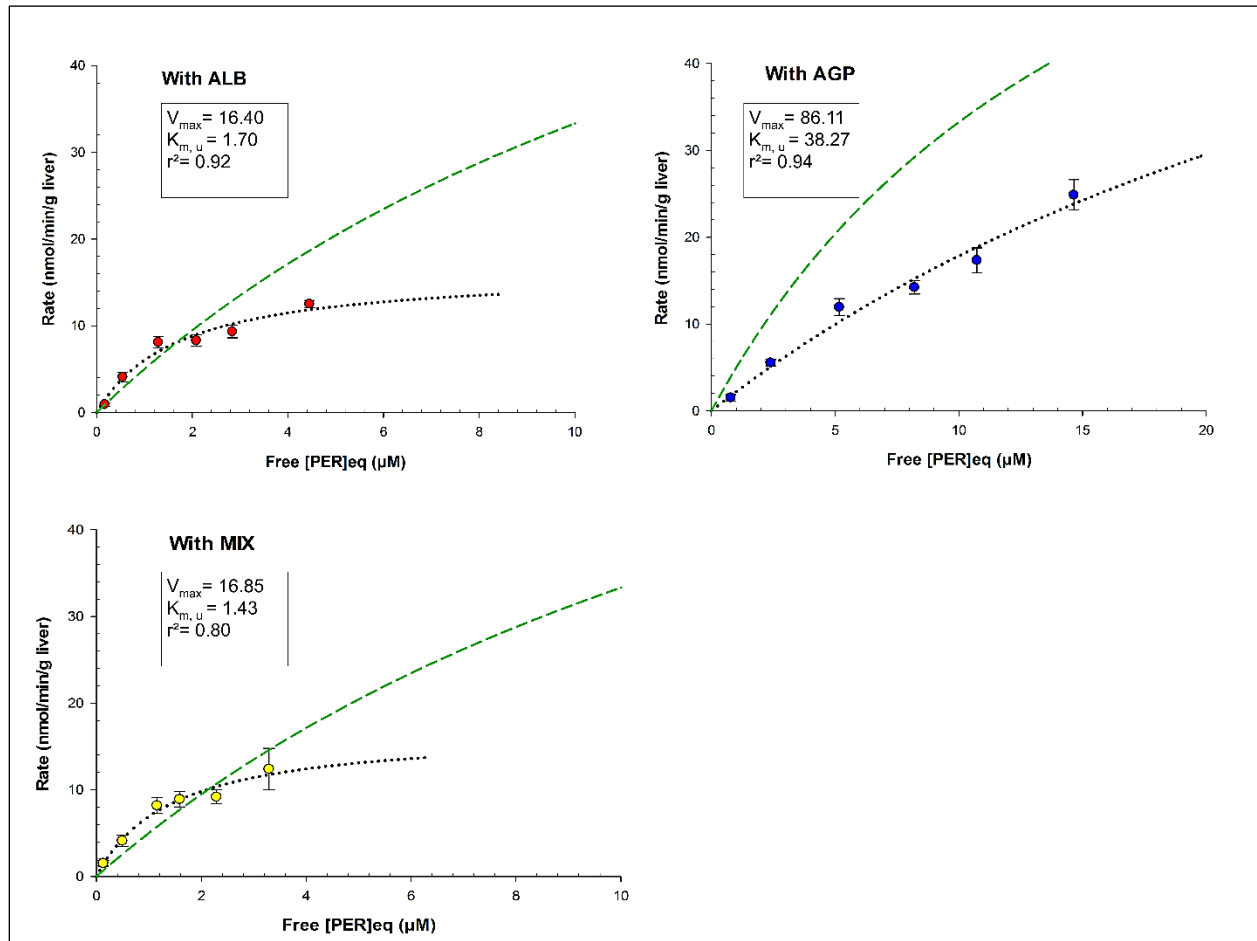 With ALB
Vmax= 16.40
Km, u = 1.70
r²= 0.92
40
30
20
10
0
Rate (nmol/min/g liver)
0 2 4 6 8 10
Free [PER]eq (µM)
With AGP
Vmax= 86.11
Km, u = 38.27
r²= 0.94
40
30
20
10
0
Rate (nmol/min/g liver)
0 5 10 15 20
Free [PER]eq (µM)
With MIX
Vmax= 16.85
Km, u = 1.43
r²= 0.80
40
30
20
10
0
Rate (nmol/min/g liver)
0 2 4 6 8 10
Free [PER]eq (µM)